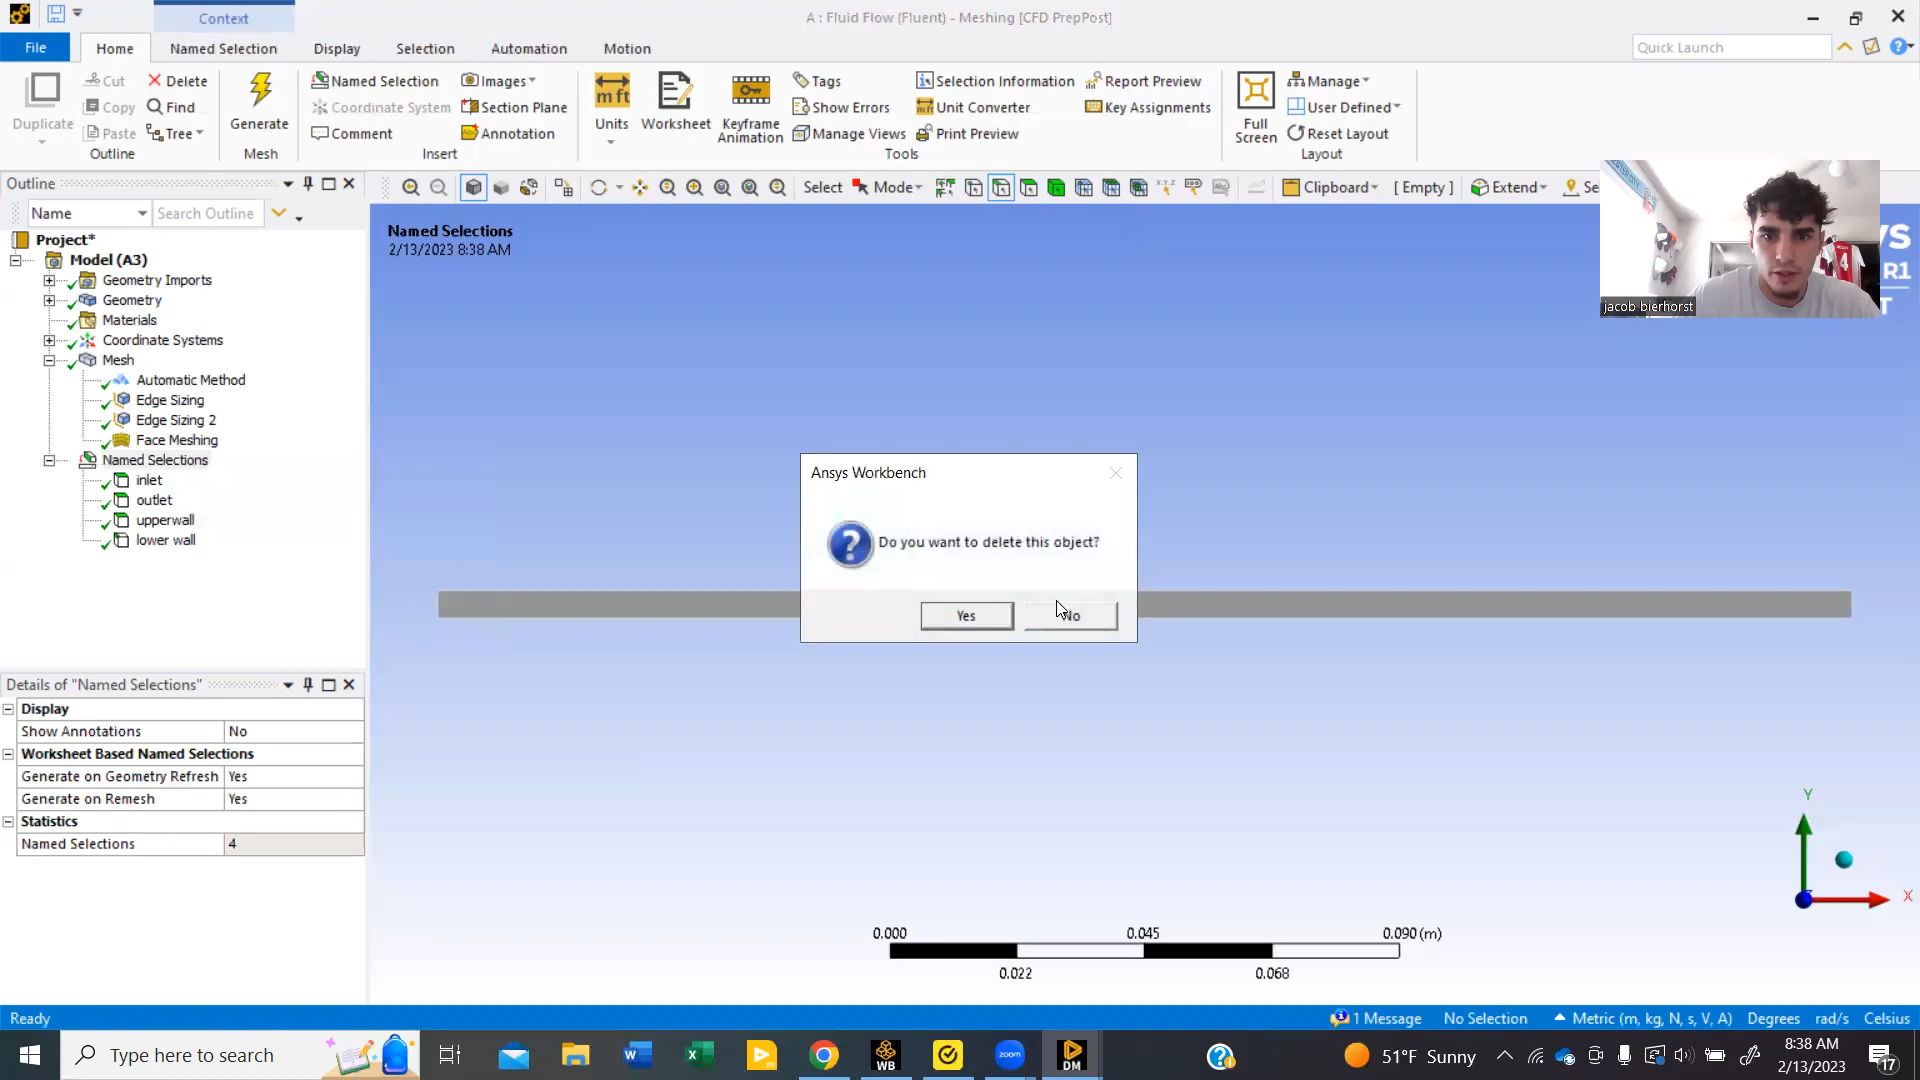 Context
A : Fluid Flow (Fluent) - Meshing [CFD PrepPost]
File
Home
Named Selection
Display
Selection
Automation
Motion
Quick Launch
Duplicate
Cut
Copy
Paste
Delete
Find
Tree
Outline
Generate
Mesh
Named Selection
Coordinate System
Comment
Images
Section Plane
Annotation
Insert
Units
Worksheet
Keyframe
Animation
Tags
Show Errors
Manage Views
Selection Information
Unit Converter
Print Preview
Report Preview
Key Assignments
Tools
Full
Screen
Manage
User Defined
Reset Layout
Layout
Outline
Name
Search Outline
Select
Mode
Clipboard
[ Empty ]
Extend
Project*
Model (A3)
Geometry Imports
Geometry
Materials
Coordinate Systems
Mesh
Automatic Method
Edge Sizing
Edge Sizing 2
Face Meshing
Named Selections
inlet
outlet
upperwall
lower wall
Named Selections
2/13/2023 8:38 AM
R1
jacob bierhorst
Ansys Workbench
Do you want to delete this object?
Yes
No
Details of "Named Selections"
Display
Show Annotations No
Worksheet Based Named Selections
Generate on Geometry Refresh Yes
Generate on Remesh Yes
Statistics
Named Selections 4
Y
X
0.000 0.045 0.090 (m)
0.022 0.068
Ready
1 Message
No Selection
Metric (m, kg, N, s, V, A)
Degrees
rad/s
Celsius
Type here to search
WB
zoom
DM
51°F Sunny
8:38 AM
2/13/2023
17